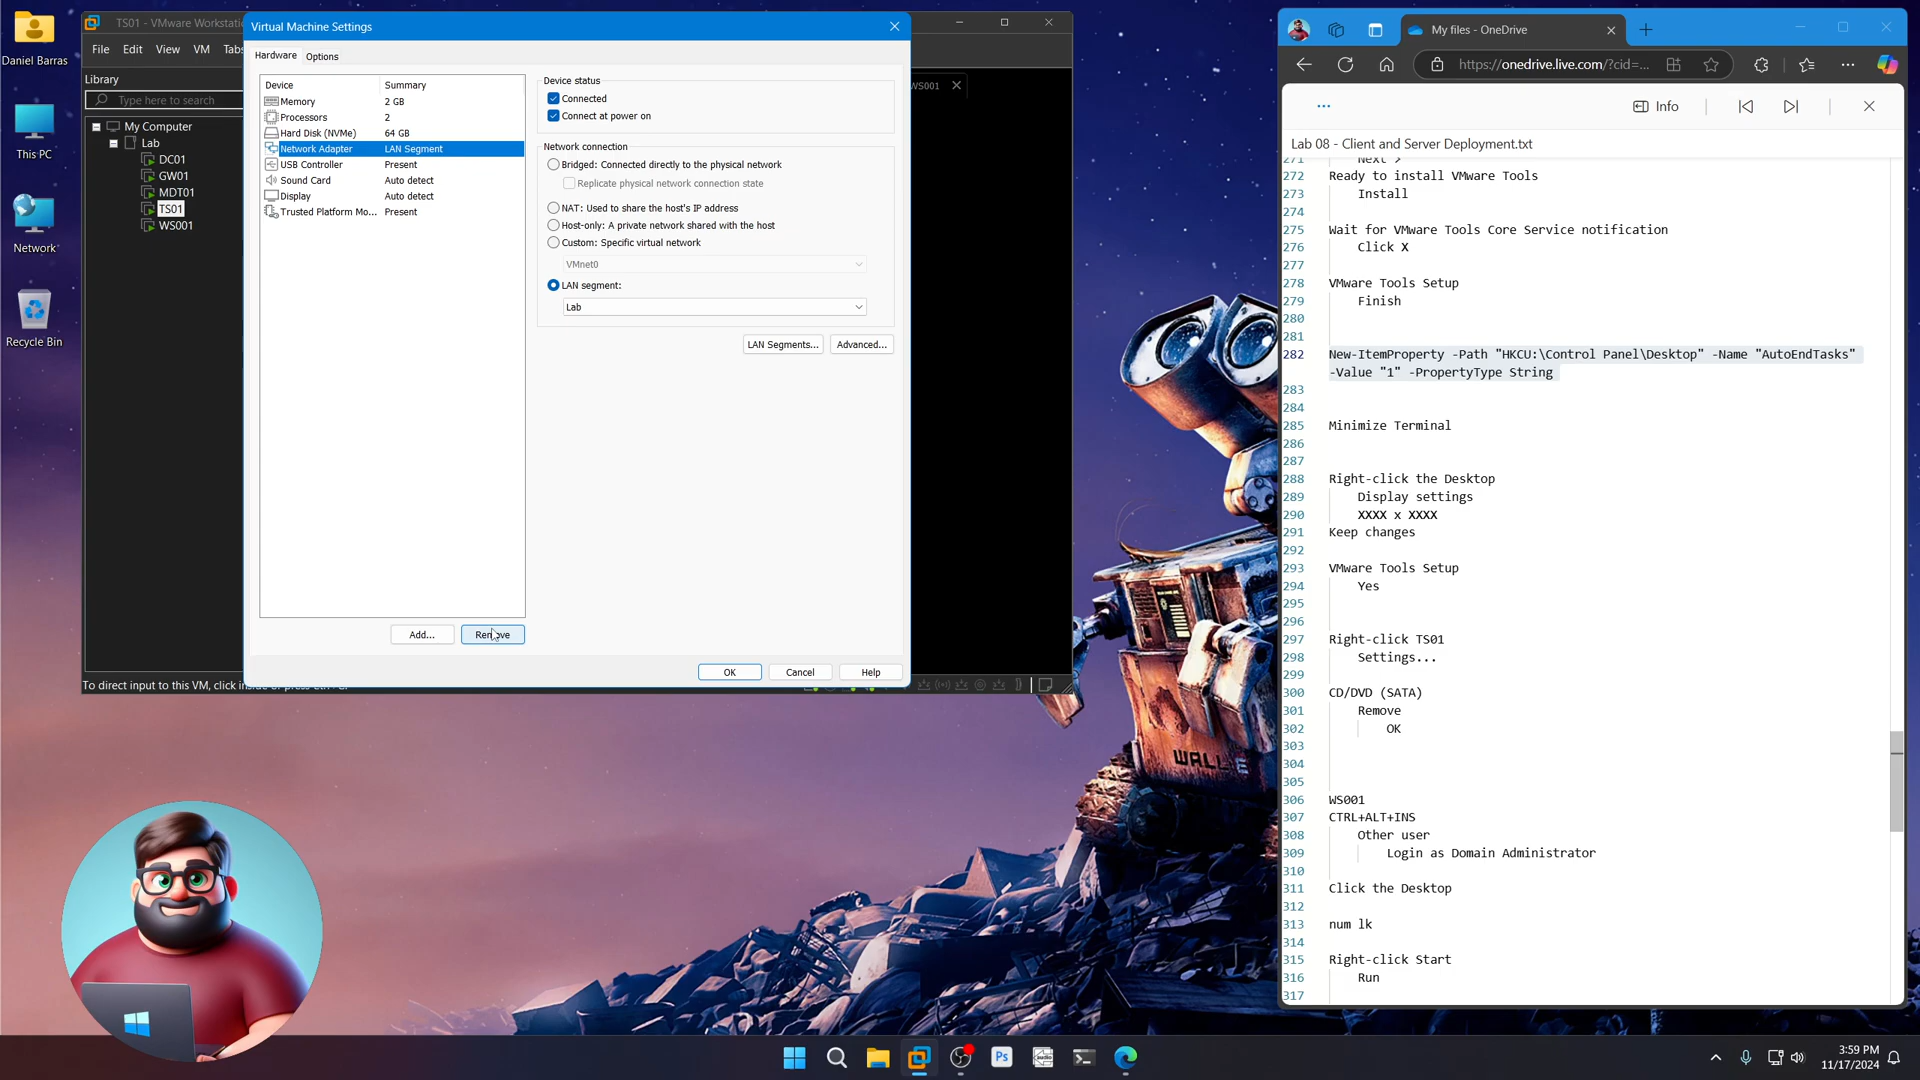 Daniel Barras
This PC
Network
Recycle Bin
TS01 - VMware Workstatio
File Edit View VM Tabs
Library
Type here to search
My Computer
Lab
DC01
GW01
MDT01
TS01
WS001
WS001
To direct input to this VM, click inside or press Ctrl+G.
Virtual Machine Settings
Hardware Options
Device Summary
Memory 2 GB
Processors 2
Hard Disk (NVMe) 64 GB
Network Adapter LAN Segment
USB Controller Present
Sound Card Auto detect
Display Auto detect
Trusted Platform Mo... Present
Add... Remove
Device status
Connected
Connect at power on
Network connection
Bridged: Connected directly to the physical network
Replicate physical network connection state
NAT: Used to share the host's IP address
Host-only: A private network shared with the host
Custom: Specific virtual network
VMnet0
LAN segment:
Lab
LAN Segments... Advanced...
OK Cancel Help
My files - OneDrive
https://onedrive.live.com/?cid=...
Info
Lab 08 - Client and Server Deployment.txt
271 Next >
272 Ready to install VMware Tools
273 Install
274
275 Wait for VMware Tools Core Service notification
276 Click X
277
278 VMware Tools Setup
279 Finish
280
281
282 New-ItemProperty -Path "HKCU:\Control Panel\Desktop" -Name "AutoEndTasks"
-Value "1" -PropertyType String
283
284
285 Minimize Terminal
286
287
288 Right-click the Desktop
289 Display settings
290 XXXX x XXXX
291 Keep changes
292
293 VMware Tools Setup
294 Yes
295
296
297 Right-click TS01
298 Settings...
299
300 CD/DVD (SATA)
301 Remove
302 OK
303
304
305
306 WS001
307 CTRL+ALT+INS
308 Other user
309 Login as Domain Administrator
310
311 Click the Desktop
312
313 num lk
314
315 Right-click Start
316 Run
317
WALL·E
Ps
3:59 PM
11/17/2024